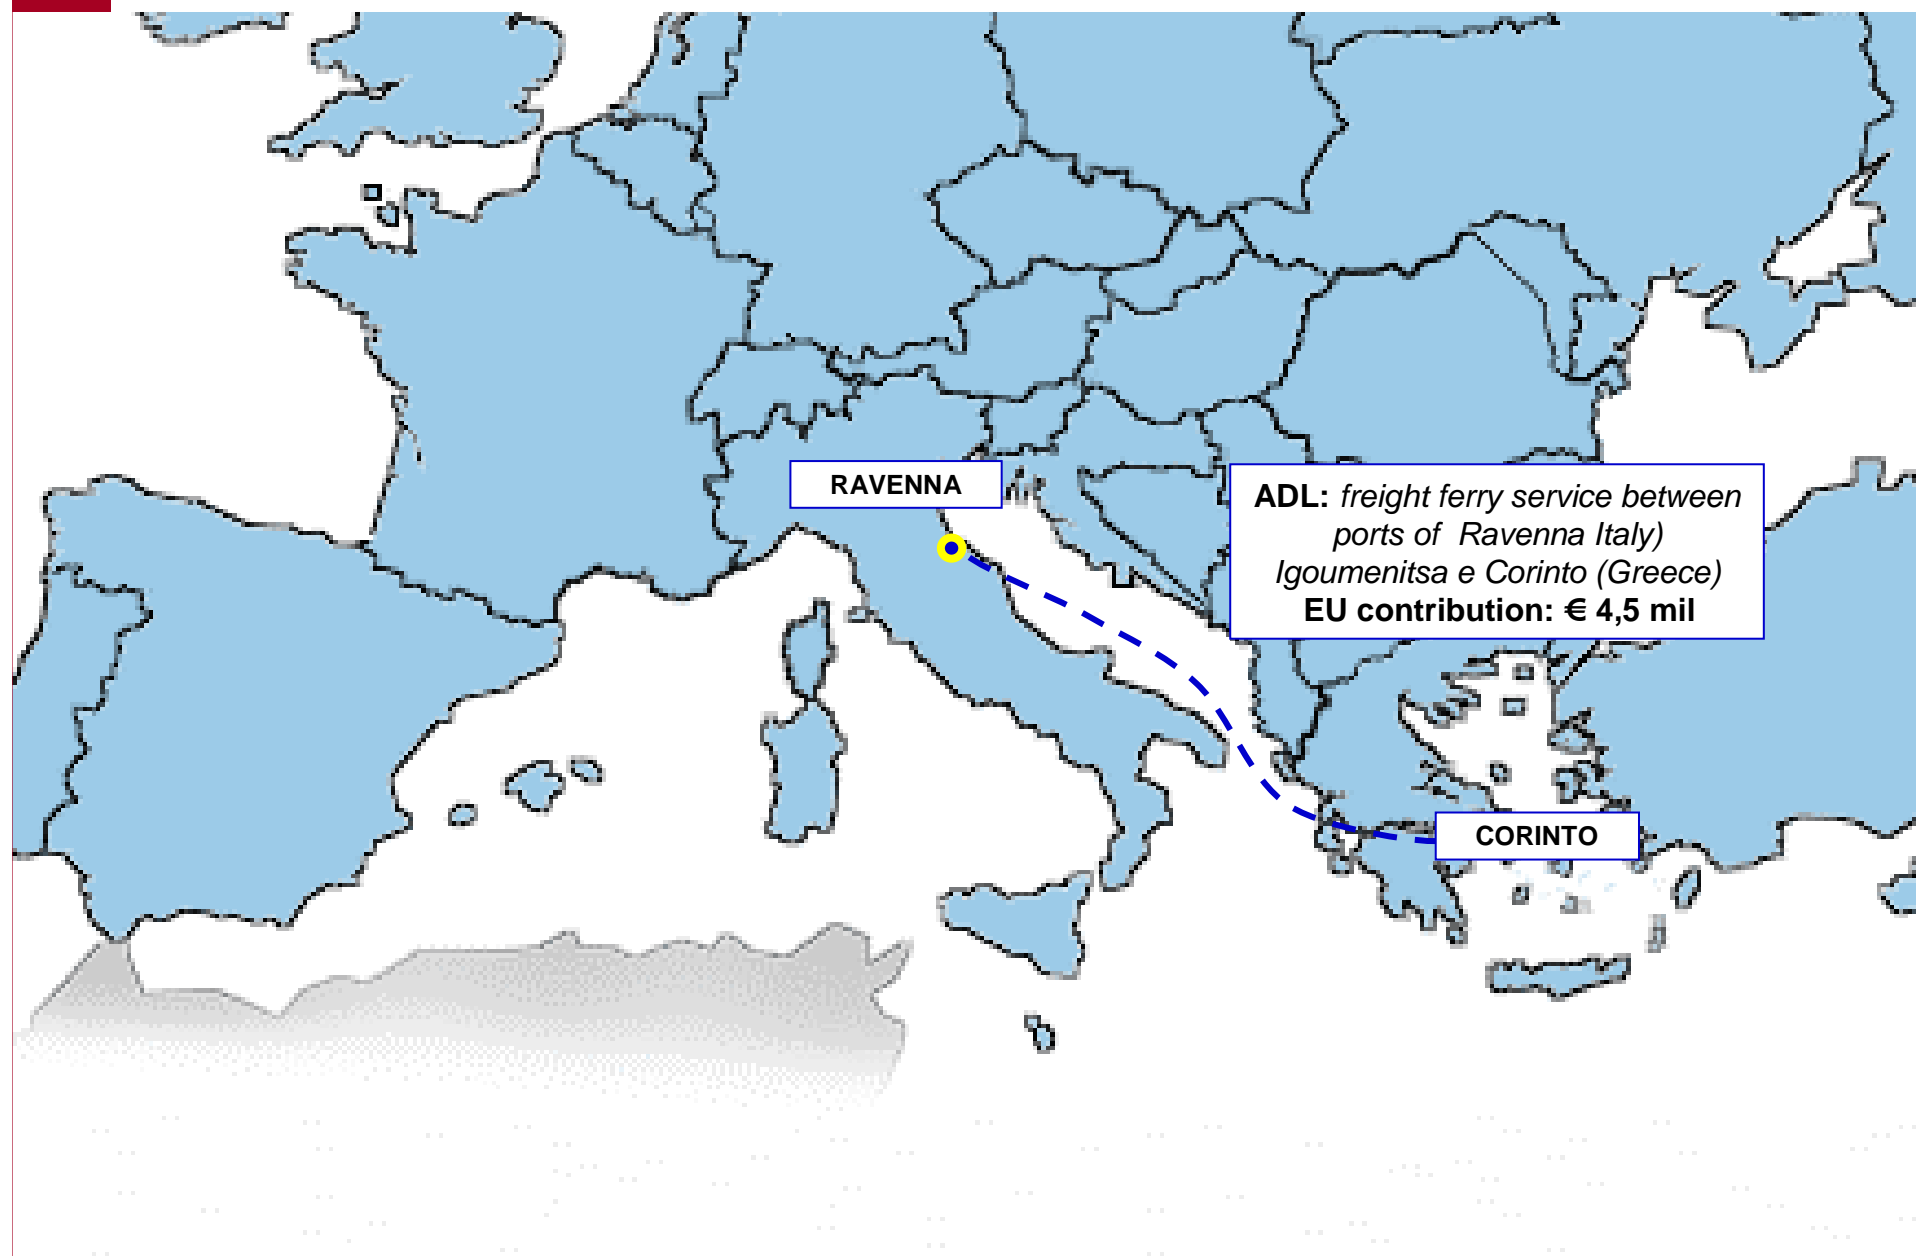 RAVENNA
ADL: freight ferry service between
ports of Ravenna Italy)
Igoumenitsa e Corinto (Greece)
EU contribution: € 4,5 mil
CORINTO